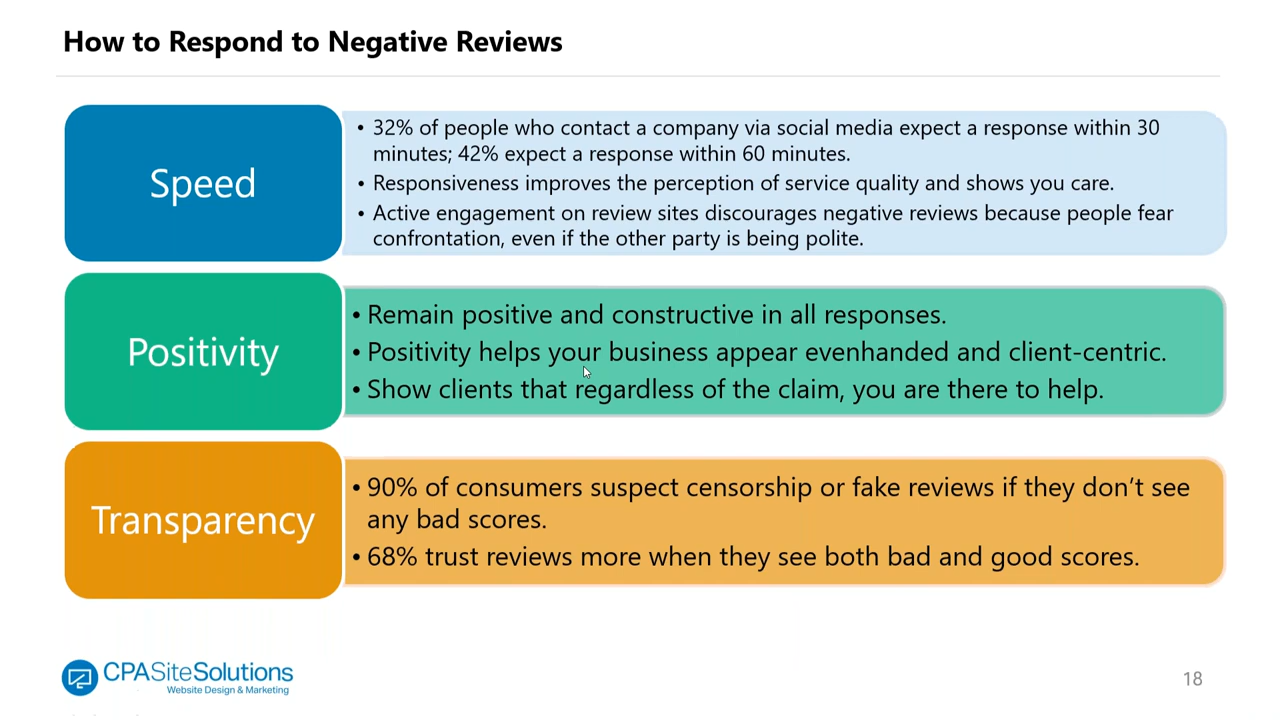 How to Respond to Negative Reviews
Speed
• 32% of people who contact a company via social media expect a response within 30
minutes; 42% expect a response within 60 minutes.
• Responsiveness improves the perception of service quality and shows you care.
• Active engagement on review sites discourages negative reviews because people fear
confrontation, even if the other party is being polite.
Positivity
• Remain positive and constructive in all responses.
• Positivity helps your business appear evenhanded and client-centric.
• Show clients that regardless of the claim, you are there to help.
Transparency
• 90% of consumers suspect censorship or fake reviews if they don’t see
any bad scores.
• 68% trust reviews more when they see both bad and good scores.
CPASiteSolutions
Website Design & Marketing
18